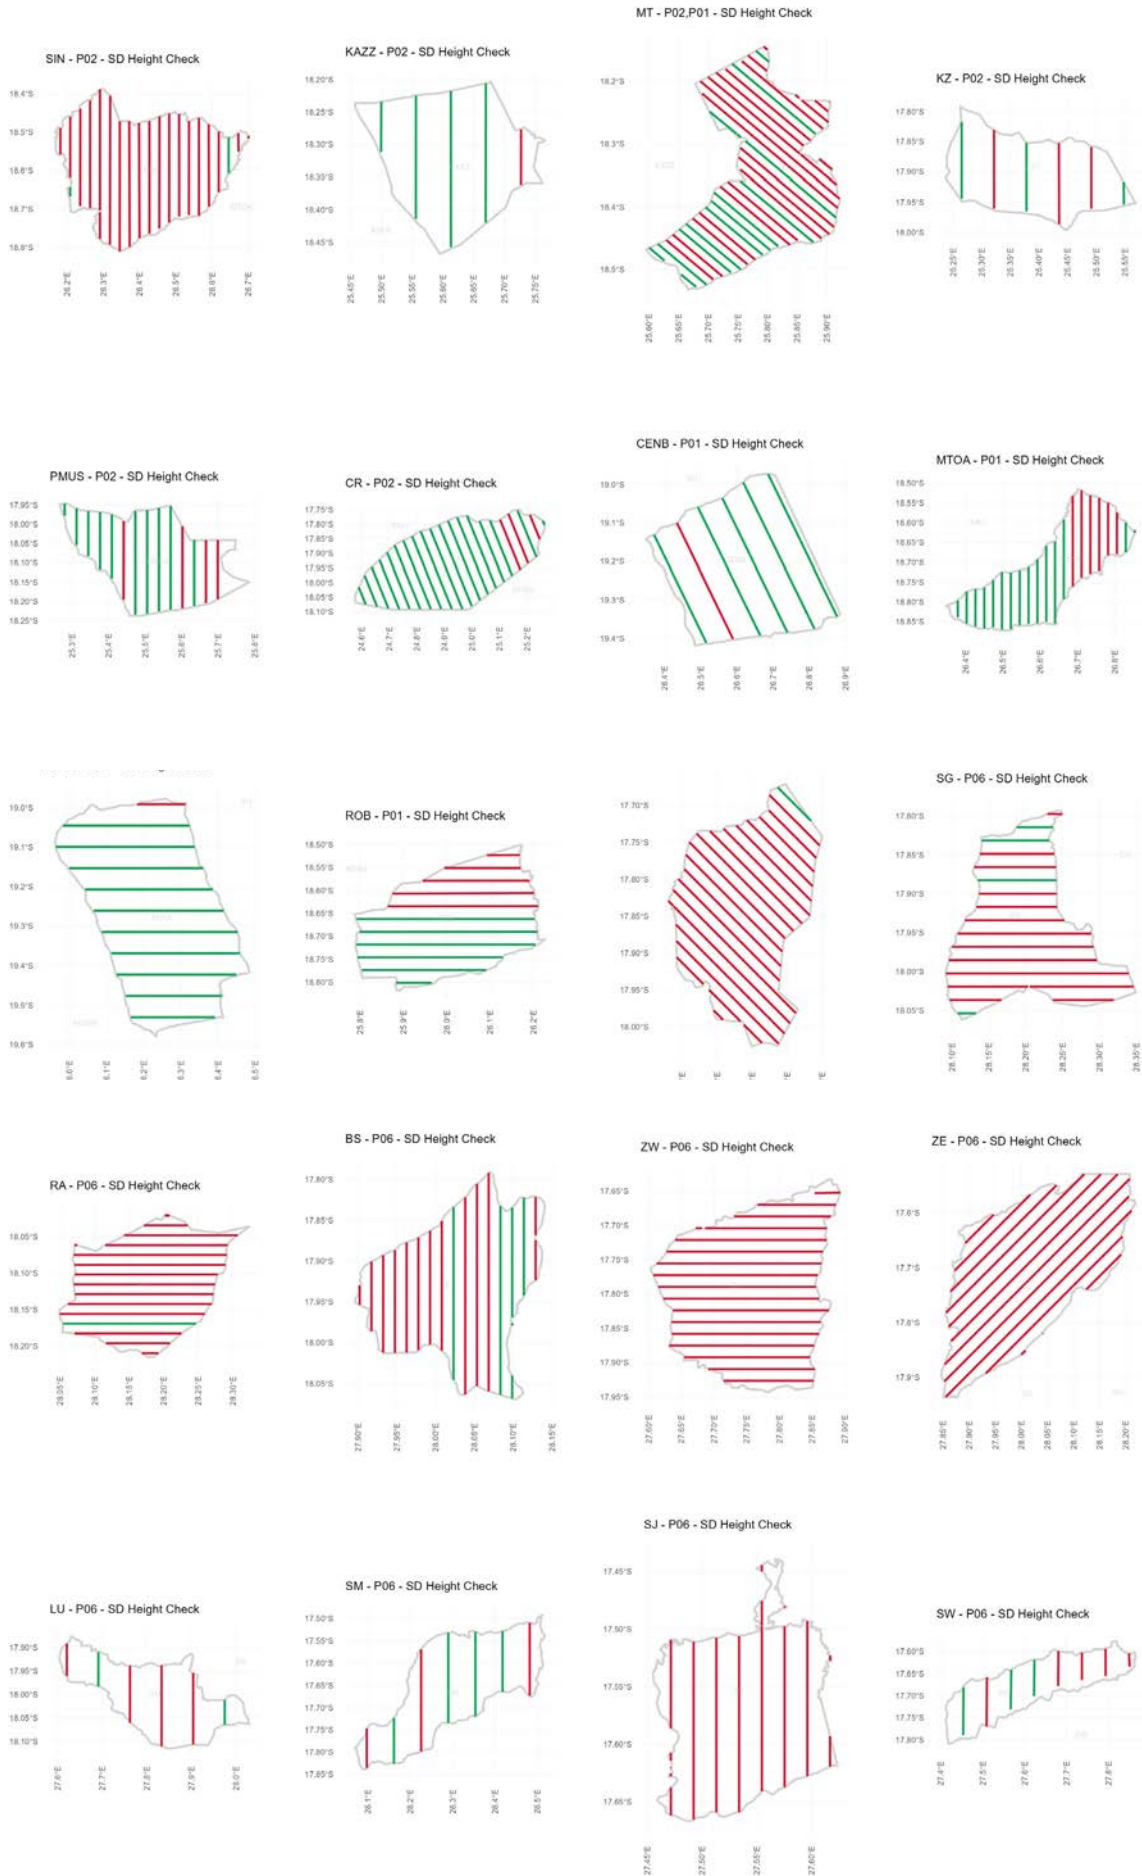 MT - P02,P01 - SD Height Check
SIN - P02 - SD Height Check
KAZZ - P02 - SD Height Check
KZ - P02 - SD Height Check
18.4°S
18.5°S
18.6°S
18.7°S
18.8°S
26.2°E
26.3°E
26.4°E
26.5°E
26.6°E
26.7°E
18.20°S
18.25°S
18.30°S
18.35°S
18.40°S
18.45°S
25.45°E
25.50°E
25.55°E
25.60°E
25.65°E
25.70°E
25.75°E
18.2°S
18.3°S
18.4°S
18.5°S
25.60°E
25.65°E
25.70°E
25.75°E
25.80°E
25.85°E
25.90°E
17.80°S
17.85°S
17.90°S
17.95°S
18.00°S
25.25°E
25.30°E
25.35°E
25.40°E
25.45°E
25.50°E
25.55°E
PMUS - P02 - SD Height Check
CR - P02 - SD Height Check
CENB - P01 - SD Height Check
MTOA - P01 - SD Height Check
17.95°S
18.00°S
18.05°S
18.10°S
18.15°S
18.20°S
18.25°S
25.3°E
25.4°E
25.5°E
25.6°E
25.7°E
25.8°E
17.75°S
17.80°S
17.85°S
17.90°S
17.95°S
18.00°S
18.05°S
18.10°S
24.6°E
24.7°E
24.8°E
24.9°E
25.0°E
25.1°E
25.2°E
19.0°S
19.1°S
19.2°S
19.3°S
19.4°S
26.4°E
26.5°E
26.6°E
26.7°E
26.8°E
26.9°E
18.50°S
18.55°S
18.60°S
18.65°S
18.70°S
18.75°S
18.80°S
18.85°S
26.4°E
26.5°E
26.6°E
26.7°E
26.8°E
ROB - P01 - SD Height Check
SG - P06 - SD Height Check
19.0°S
19.1°S
19.2°S
19.3°S
19.4°S
19.5°S
19.6°S
6.0°E
6.1°E
6.2°E
6.3°E
6.4°E
6.5°E
18.50°S
18.55°S
18.60°S
18.65°S
18.70°S
18.75°S
18.80°S
25.8°E
25.9°E
26.0°E
26.1°E
26.2°E
17.70°S
17.75°S
17.80°S
17.85°S
17.90°S
17.95°S
18.00°S
17.80°S
17.85°S
17.90°S
17.95°S
18.00°S
18.05°S
28.10°E
28.15°E
28.20°E
28.25°E
28.30°E
28.35°E
RA - P06 - SD Height Check
BS - P06 - SD Height Check
ZW - P06 - SD Height Check
ZE - P06 - SD Height Check
18.05°S
18.10°S
18.15°S
18.20°S
28.05°E
28.10°E
28.15°E
28.20°E
28.25°E
28.30°E
17.80°S
17.85°S
17.90°S
17.95°S
18.00°S
18.05°S
27.90°E
27.95°E
28.00°E
28.05°E
28.10°E
28.15°E
17.65°S
17.70°S
17.75°S
17.80°S
17.85°S
17.90°S
17.95°S
27.60°E
27.65°E
27.70°E
27.75°E
27.80°E
27.85°E
27.90°E
17.6°S
17.7°S
17.8°S
17.9°S
27.85°E
27.90°E
27.95°E
28.00°E
28.05°E
28.10°E
28.15°E
28.20°E
LU - P06 - SD Height Check
SM - P06 - SD Height Check
SJ - P06 - SD Height Check
SW - P06 - SD Height Check
17.90°S
17.95°S
18.00°S
18.05°S
18.10°S
27.6°E
27.7°E
27.8°E
27.9°E
28.0°E
17.50°S
17.55°S
17.60°S
17.65°S
17.70°S
17.75°S
17.80°S
17.85°S
28.1°E
28.2°E
28.3°E
28.4°E
28.5°E
17.45°S
17.50°S
17.55°S
17.60°S
17.65°S
27.45°E
27.50°E
27.55°E
27.60°E
17.60°S
17.65°S
17.70°S
17.75°S
17.80°S
27.4°E
27.5°E
27.6°E
27.7°E
27.8°E